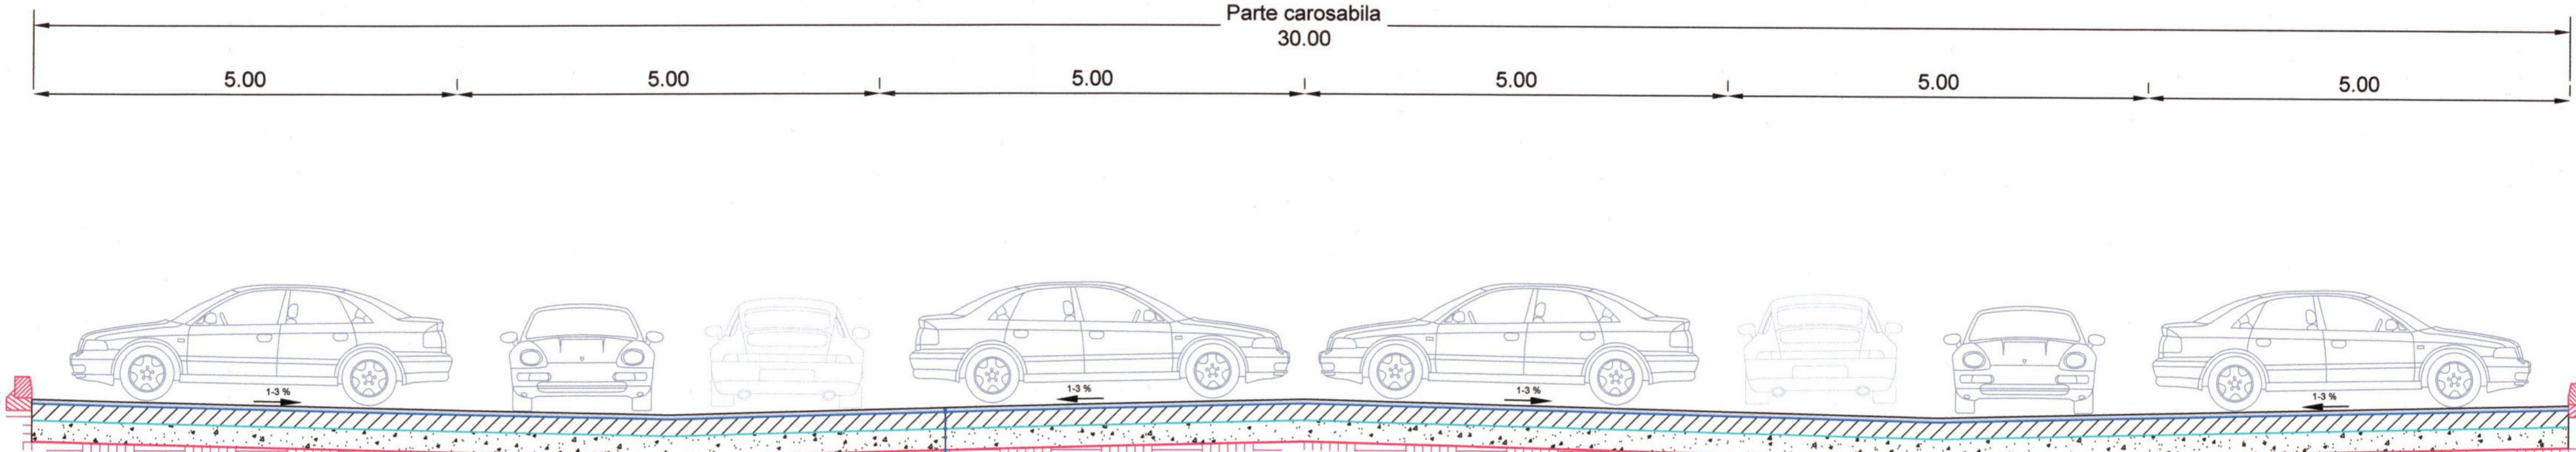 Parte carosabila
30.00
5.00 5.00 5.00 5.00 5.00 5.00
1-3 % 1-3 % 1-3 % 1-3 %